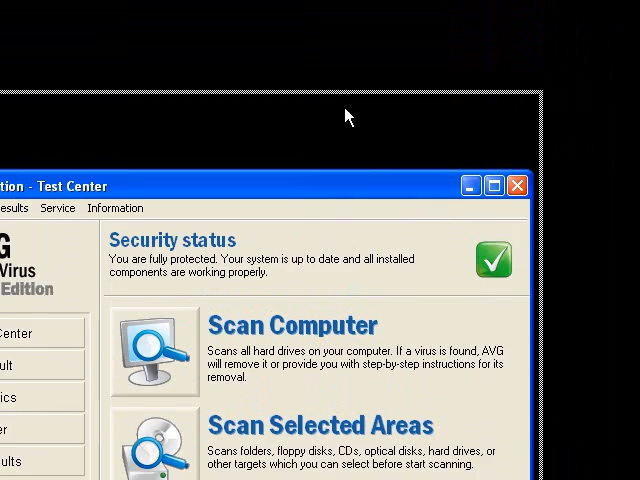 tion - Test Center
esults Service Information
G
Virus
Edition
Security status
You are fully protected. Your system is up to date and all installed
components are working properly.
Center
ult
ics
er
ults
Scan Computer
Scans all hard drives on your computer. If a virus is found, AVG
will remove it or provide you with step-by-step instructions for its
removal.
Scan Selected Areas
Scans folders, floppy disks, CDs, optical disks, hard drives, or
other targets which you can select before start scanning.